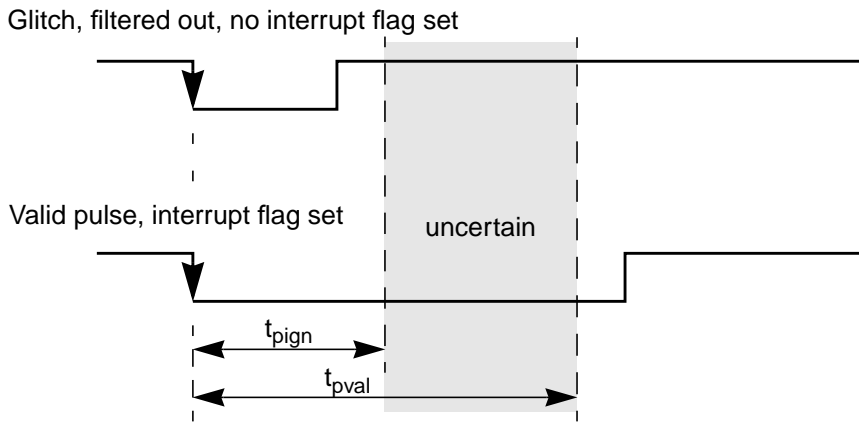 Glitch, filtered out, no interrupt flag set
Valid pulse, interrupt flag set
uncertain
tpign
tpval